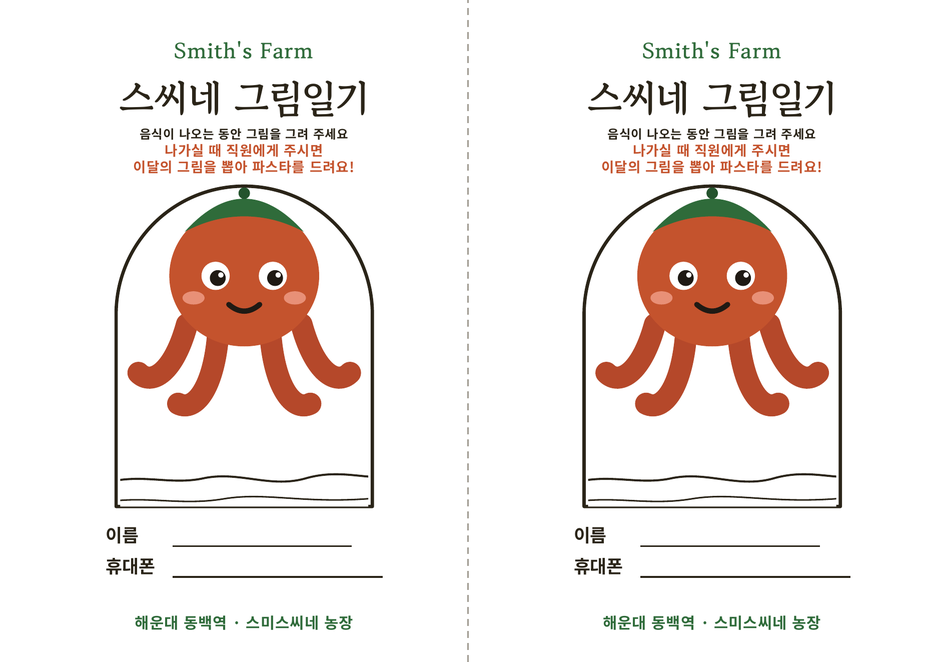 Smith's Farm
스씨네 그림일기
음식이 나오는 동안 그림을 그려 주세요
나가실 때 직원에게 주시면
이달의 그림을 뽑아 파스타를 드려요!
이름
휴대폰
해운대 동백역 · 스미스씨네 농장
Smith's Farm
스씨네 그림일기
음식이 나오는 동안 그림을 그려 주세요
나가실 때 직원에게 주시면
이달의 그림을 뽑아 파스타를 드려요!
이름
휴대폰
해운대 동백역 · 스미스씨네 농장